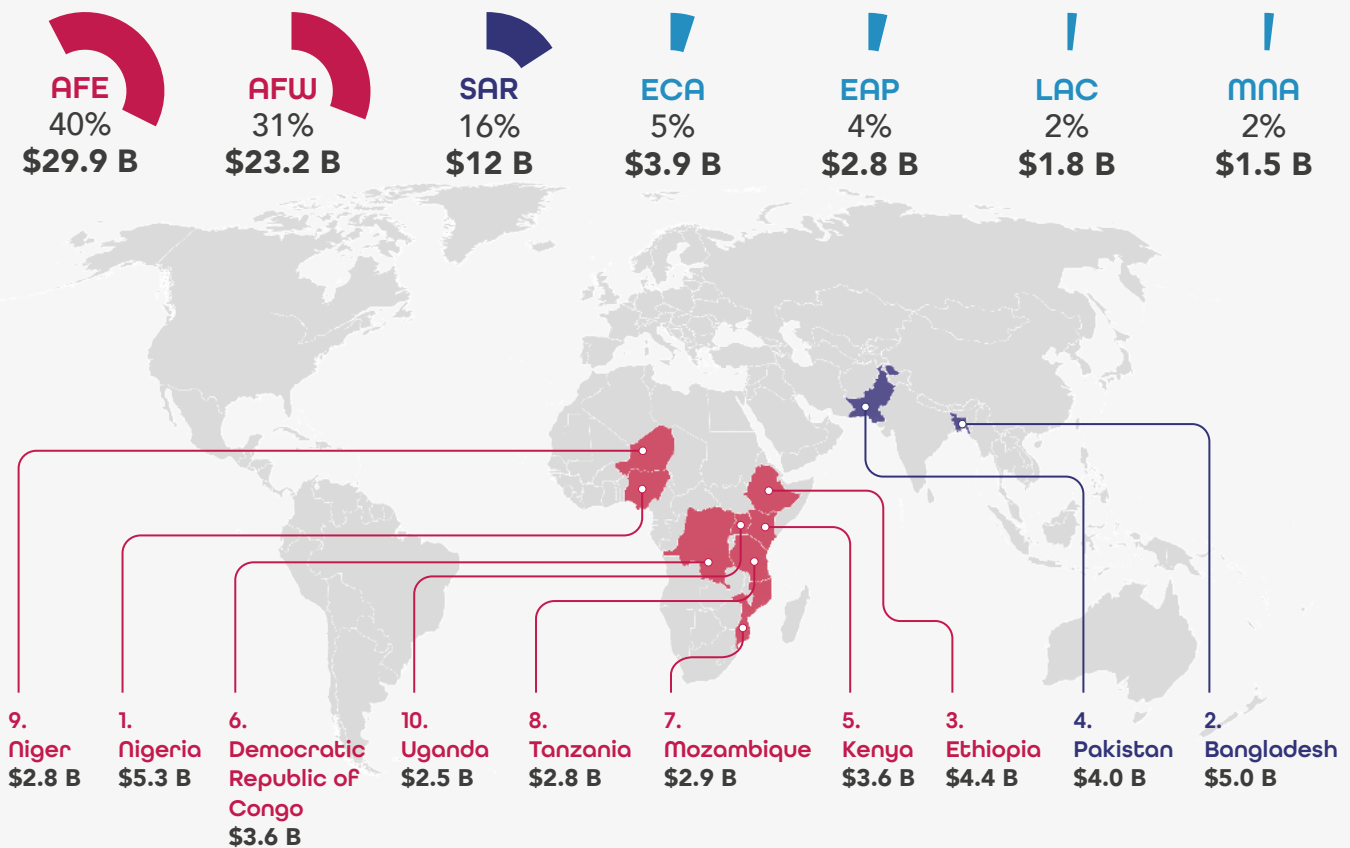 AFE
40%
$29.9 B
AFW
31%
$23.2 B
SAR
16%
$12 B
ECA
5%
$3.9 B
EAP
4%
$2.8 B
LAC
2%
$1.8 B
MNA
2%
$1.5 B
9.
Niger
$2.8 B
1.
Nigeria
$5.3 B
6.
Democratic
Republic of
Congo
$3.6 B
10.
Uganda
$2.5 B
8.
Tanzania
$2.8 B
7.
Mozambique
$2.9 B
5.
Kenya
$3.6 B
3.
Ethiopia
$4.4 B
4.
Pakistan
$4.0 B
2.
Bangladesh
$5.0 B